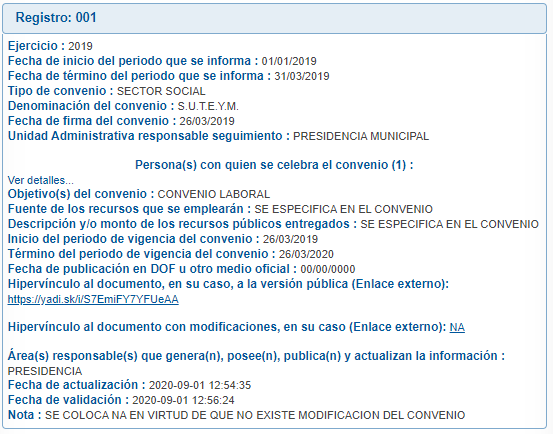 Registro: 001
Ejercicio : 2019
Fecha de inicio del periodo que se informa : 01/01/2019
Fecha de término del periodo que se informa : 31/03/2019
Tipo de convenio : SECTOR SOCIAL
Denominación del convenio : S.U.T.E.Y.M.
Fecha de firma del convenio : 26/03/2019
Unidad Administrativa responsable seguimiento : PRESIDENCIA MUNICIPAL
Persona(s) con quien se celebra el convenio (1) :
Ver detalles...
Objetivo(s) del convenio : CONVENIO LABORAL
Fuente de los recursos que se emplearán : SE ESPECIFICA EN EL CONVENIO
Descripción y/o monto de los recursos públicos entregados : SE ESPECIFICA EN EL CONVENIO
Inicio del periodo de vigencia del convenio : 26/03/2019
Término del periodo de vigencia del convenio : 26/03/2020
Fecha de publicación en DOF u otro medio oficial : 00/00/0000
Hipervínculo al documento, en su caso, a la versión pública (Enlace externo):
https://yadi.sk/i/S7EmiFY7YFUeAA
Hipervínculo al documento con modificaciones, en su caso (Enlace externo): NA
Área(s) responsable(s) que genera(n), posee(n), publica(n) y actualizan la información :
PRESIDENCIA
Fecha de actualización : 2020-09-01 12:54:35
Fecha de validación : 2020-09-01 12:56:24
Nota : SE COLOCA NA EN VIRTUD DE QUE NO EXISTE MODIFICACION DEL CONVENIO